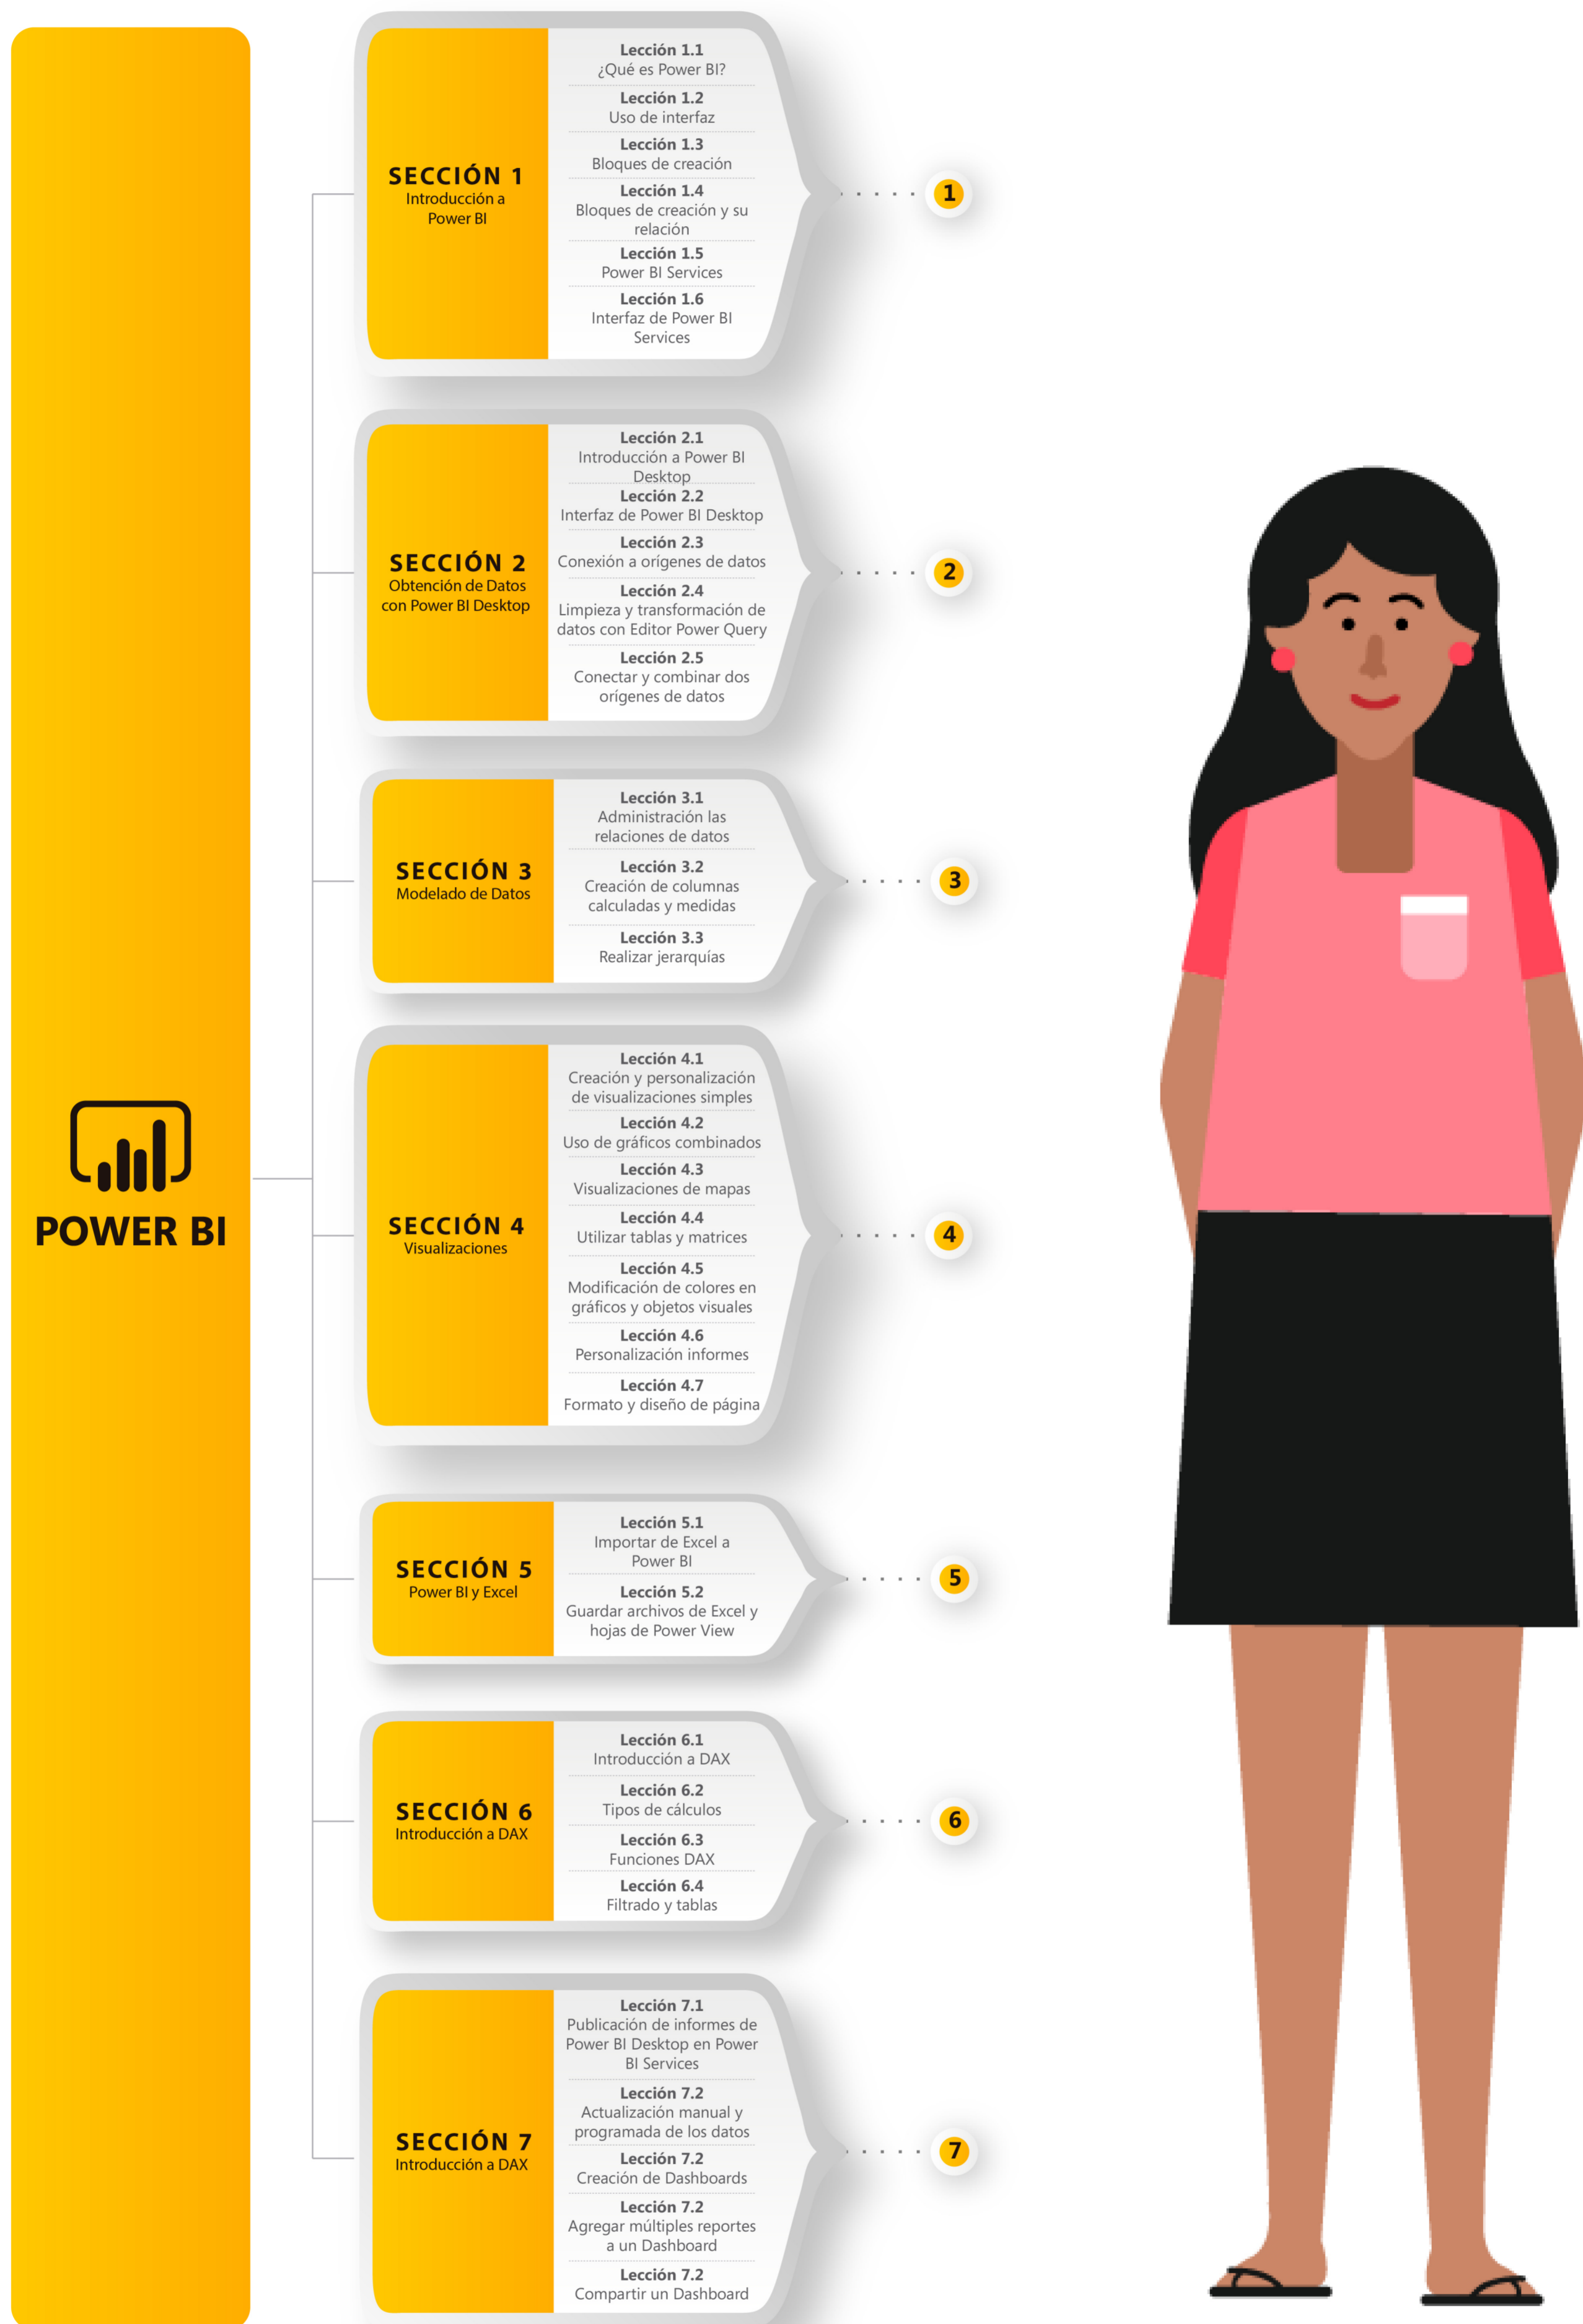 POWER BI
SECCIÓN 1
Introducción a
Power BI
Lección 1.1
¿Qué es Power BI?
Lección 1.2
Uso de interfaz
Lección 1.3
Bloques de creación
Lección 1.4
Bloques de creación y su
relación
Lección 1.5
Power BI Services
Lección 1.6
Interfaz de Power BI
Services
1
SECCIÓN 2
Obtención de Datos
con Power BI Desktop
Lección 2.1
Introducción a Power BI
Desktop
Lección 2.2
Interfaz de Power BI Desktop
Lección 2.3
Conexión a orígenes de datos
Lección 2.4
Limpieza y transformación de
datos con Editor Power Query
Lección 2.5
Conectar y combinar dos
orígenes de datos
2
SECCIÓN 3
Modelado de Datos
Lección 3.1
Administración las
relaciones de datos
Lección 3.2
Creación de columnas
calculadas y medidas
Lección 3.3
Realizar jerarquías
3
SECCIÓN 4
Visualizaciones
Lección 4.1
Creación y personalización
de visualizaciones simples
Lección 4.2
Uso de gráficos combinados
Lección 4.3
Visualizaciones de mapas
Lección 4.4
Utilizar tablas y matrices
Lección 4.5
Modificación de colores en
gráficos y objetos visuales
Lección 4.6
Personalización informes
Lección 4.7
Formato y diseño de página
4
SECCIÓN 5
Power BI y Excel
Lección 5.1
Importar de Excel a
Power BI
Lección 5.2
Guardar archivos de Excel y
hojas de Power View
5
SECCIÓN 6
Introducción a DAX
Lección 6.1
Introducción a DAX
Lección 6.2
Tipos de cálculos
Lección 6.3
Funciones DAX
Lección 6.4
Filtrado y tablas
6
SECCIÓN 7
Introducción a DAX
Lección 7.1
Publicación de informes de
Power BI Desktop en Power
BI Services
Lección 7.2
Actualización manual y
programada de los datos
Lección 7.2
Creación de Dashboards
Lección 7.2
Agregar múltiples reportes
a un Dashboard
Lección 7.2
Compartir un Dashboard
7